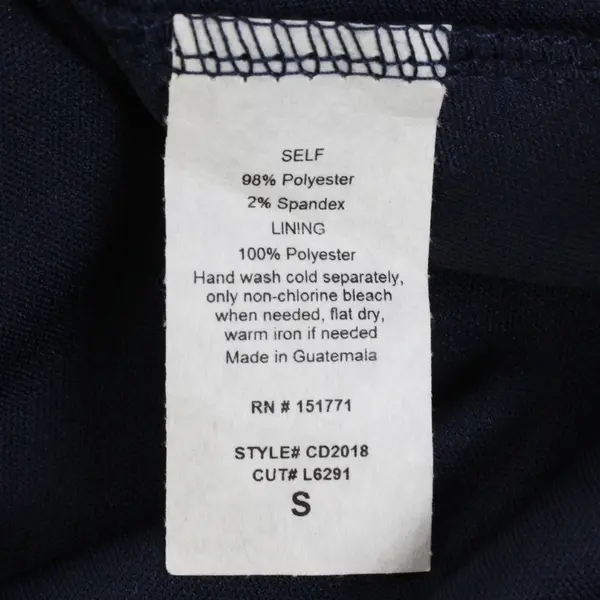 SELF
98% Polyester
2% Spandex
LINING
100% Polyester
Hand wash cold separately,
only non-chlorine bleach
when needed, flat dry,
warm iron if needed
Made in Guatemala
RN # 151771
STYLE# CD2018
CUT# L6291
S